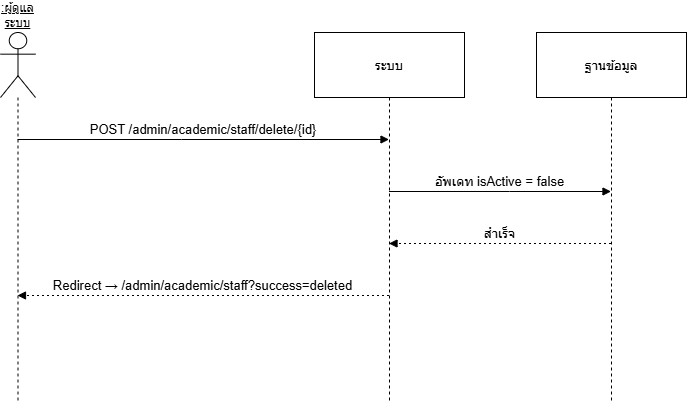 :ผู้ดูแล
ระบบ
ระบบ
ฐานข้อมูล
POST /admin/academic/staff/delete/{id}
อัพเดท isActive = false
สำเร็จ
Redirect → /admin/academic/staff?success=deleted